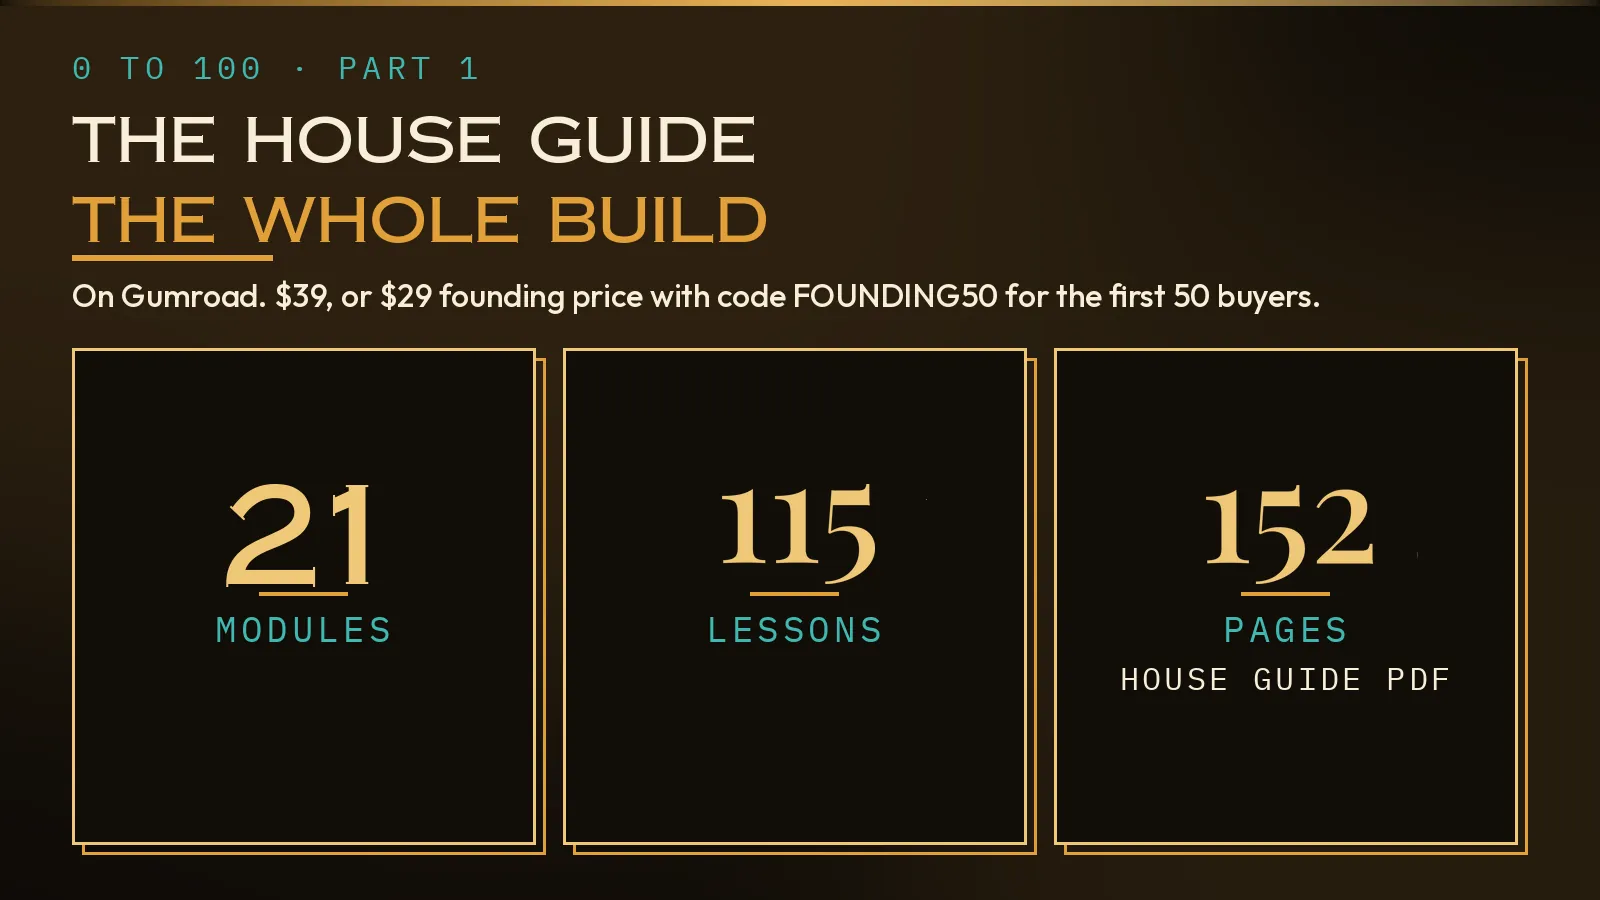 0 TO 100 · PART 1
THE HOUSE GUIDE
THE WHOLE BUILD
On Gumroad. $39, or $29 founding price with code FOUNDING50 for the first 50 buyers.
21
MODULES
115
LESSONS
152
PAGES
HOUSE GUIDE PDF